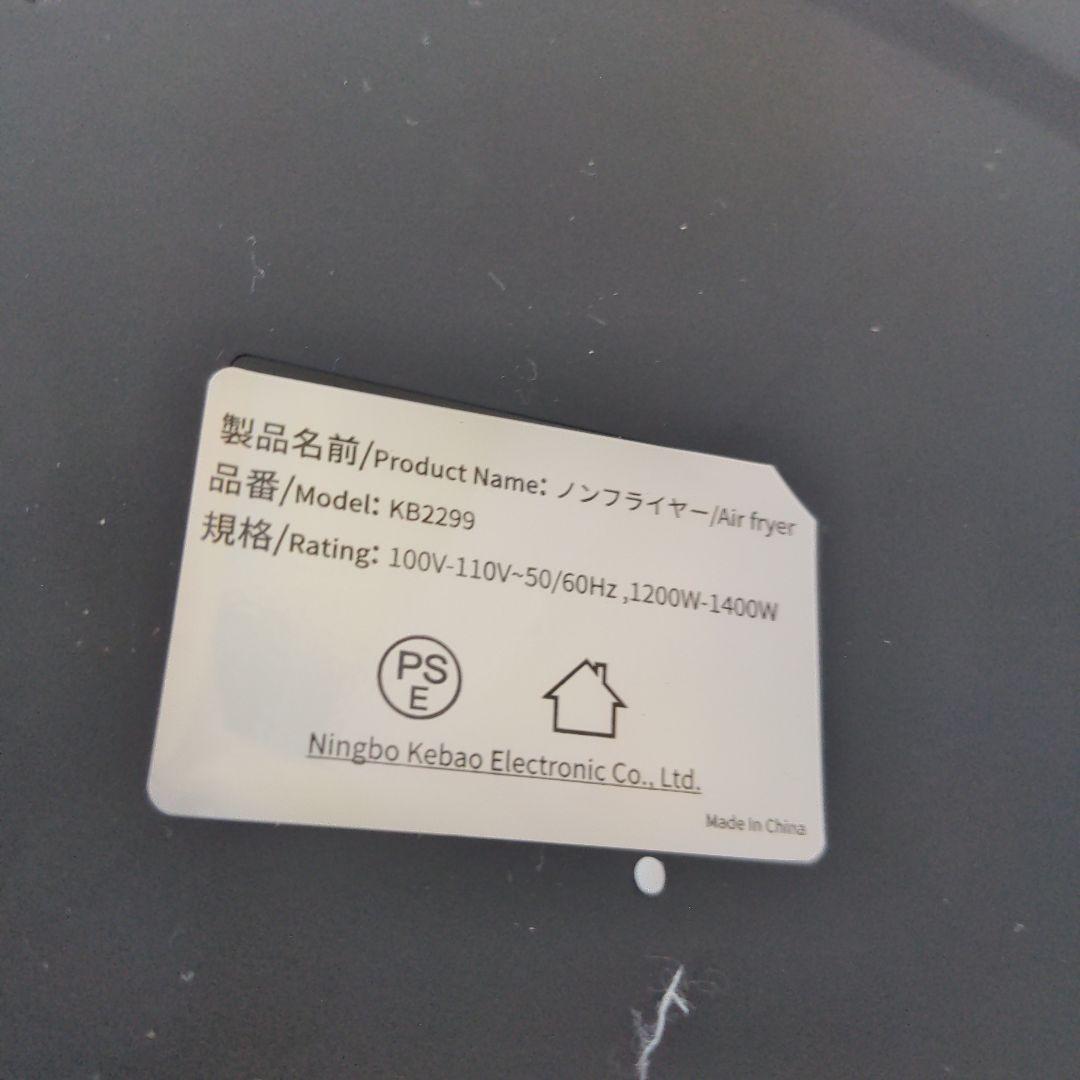 製品名前/Product Name: ノンフライヤー/Air fryer
品番/Model: KB2299
規格/Rating: 100V-110V~50/60Hz ,1200W-1400W
PS
E
Ningbo Kebao Electronic Co., Ltd.
Made In China